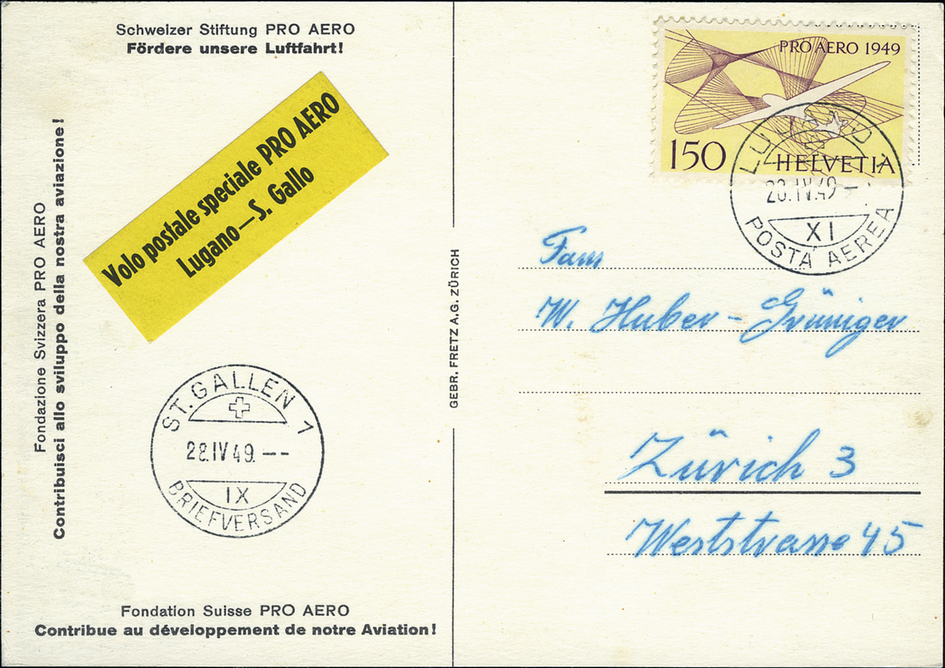 Schweizer Stiftung PRO AERO
Fördere unsere Luftfahrt!
Fondazione Svizzera PRO AERO
Contribuisci allo sviluppo della nostra aviazione!
Volo postale speciale PRO AERO
Lugano—S. Gallo
ST. GALLEN 1
28.IV.49.--
IX
BRIEFVERSAND
Fondation Suisse PRO AERO
Contribue au développement de notre Aviation!
GEBR. FRETZ A.G. ZÜRICH
PRO AERO 1949
150 HELVETIA
28.IV.49–
XI
POSTA AEREA
Fam
W. Huber-Grüniger
Zürich 3
Weststrasse 45